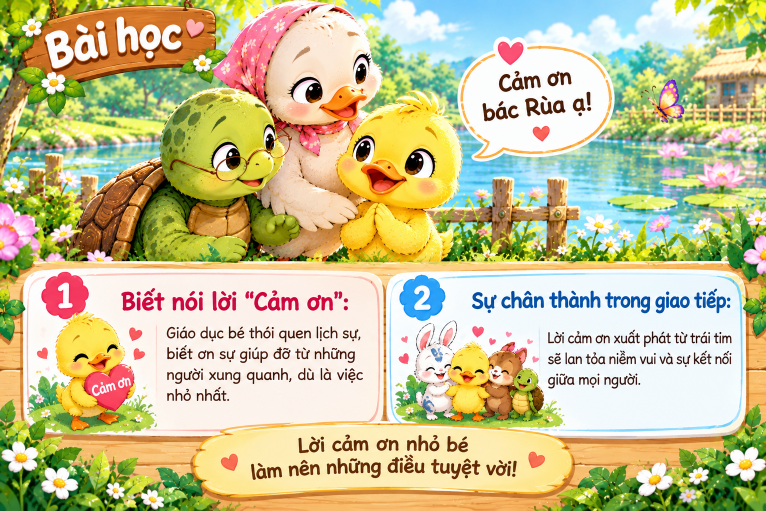 Bài học
Cảm ơn
bác Rùa ạ!
1
Biết nói lời "Cảm ơn":
Giáo dục bé thói quen lịch sự,
biết ơn sự giúp đỡ từ những
người xung quanh, dù là việc
nhỏ nhất.
Cảm ơn
2
Sự chân thành trong giao tiếp:
Lời cảm ơn xuất phát từ trái tim
sẽ lan tỏa niềm vui và sự kết nối
giữa mọi người.
Lời cảm ơn nhỏ bé
làm nên những điều tuyệt vời!